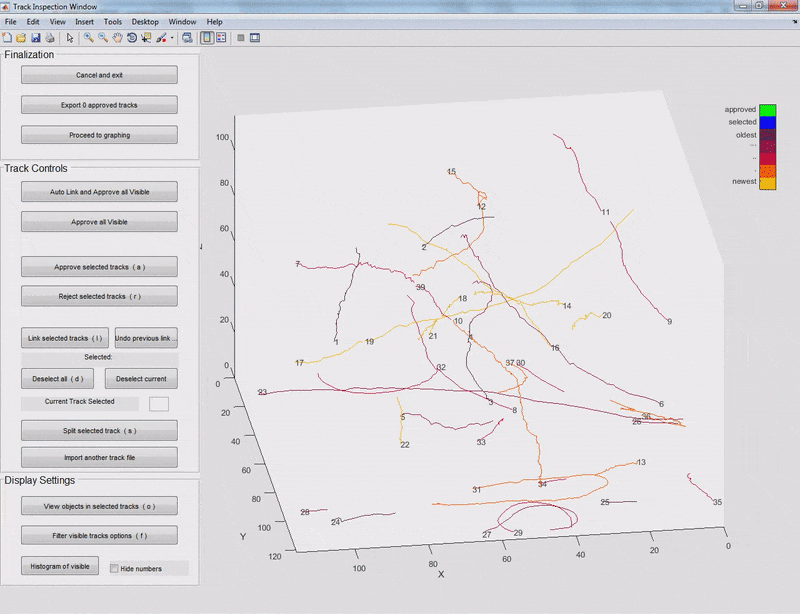 Track Inspection Window
File Edit View Insert Tools Desktop Window Help
Finalization
Cancel and exit
Export 0 approved tracks
Proceed to graphing
Track Controls
Auto Link and Approve all Visible
Approve all Visible
Approve selected tracks ( a )
Reject selected tracks ( r )
Link selected tracks ( l ) Undo previous link ...
Selected:
Deselect all ( d ) Deselect current
Current Track Selected
Split selected track ( s )
Import another track file
Display Settings
View objects in selected tracks ( o )
Filter visible tracks options ( f )
Histogram of visible Hide numbers
approved
selected
oldest
...
..
.
newest
100
80
60
40
20
0
0
20
40
60
80
100
120
Y
100
80
60
40
20
0
X
15
12
11
2
7
39
18
14
20
9
10
1
19
21
4
16
17
32
37 30
23
3
8
6
5
36
26
22
33
13
31
34
35
28
24
25
27
29